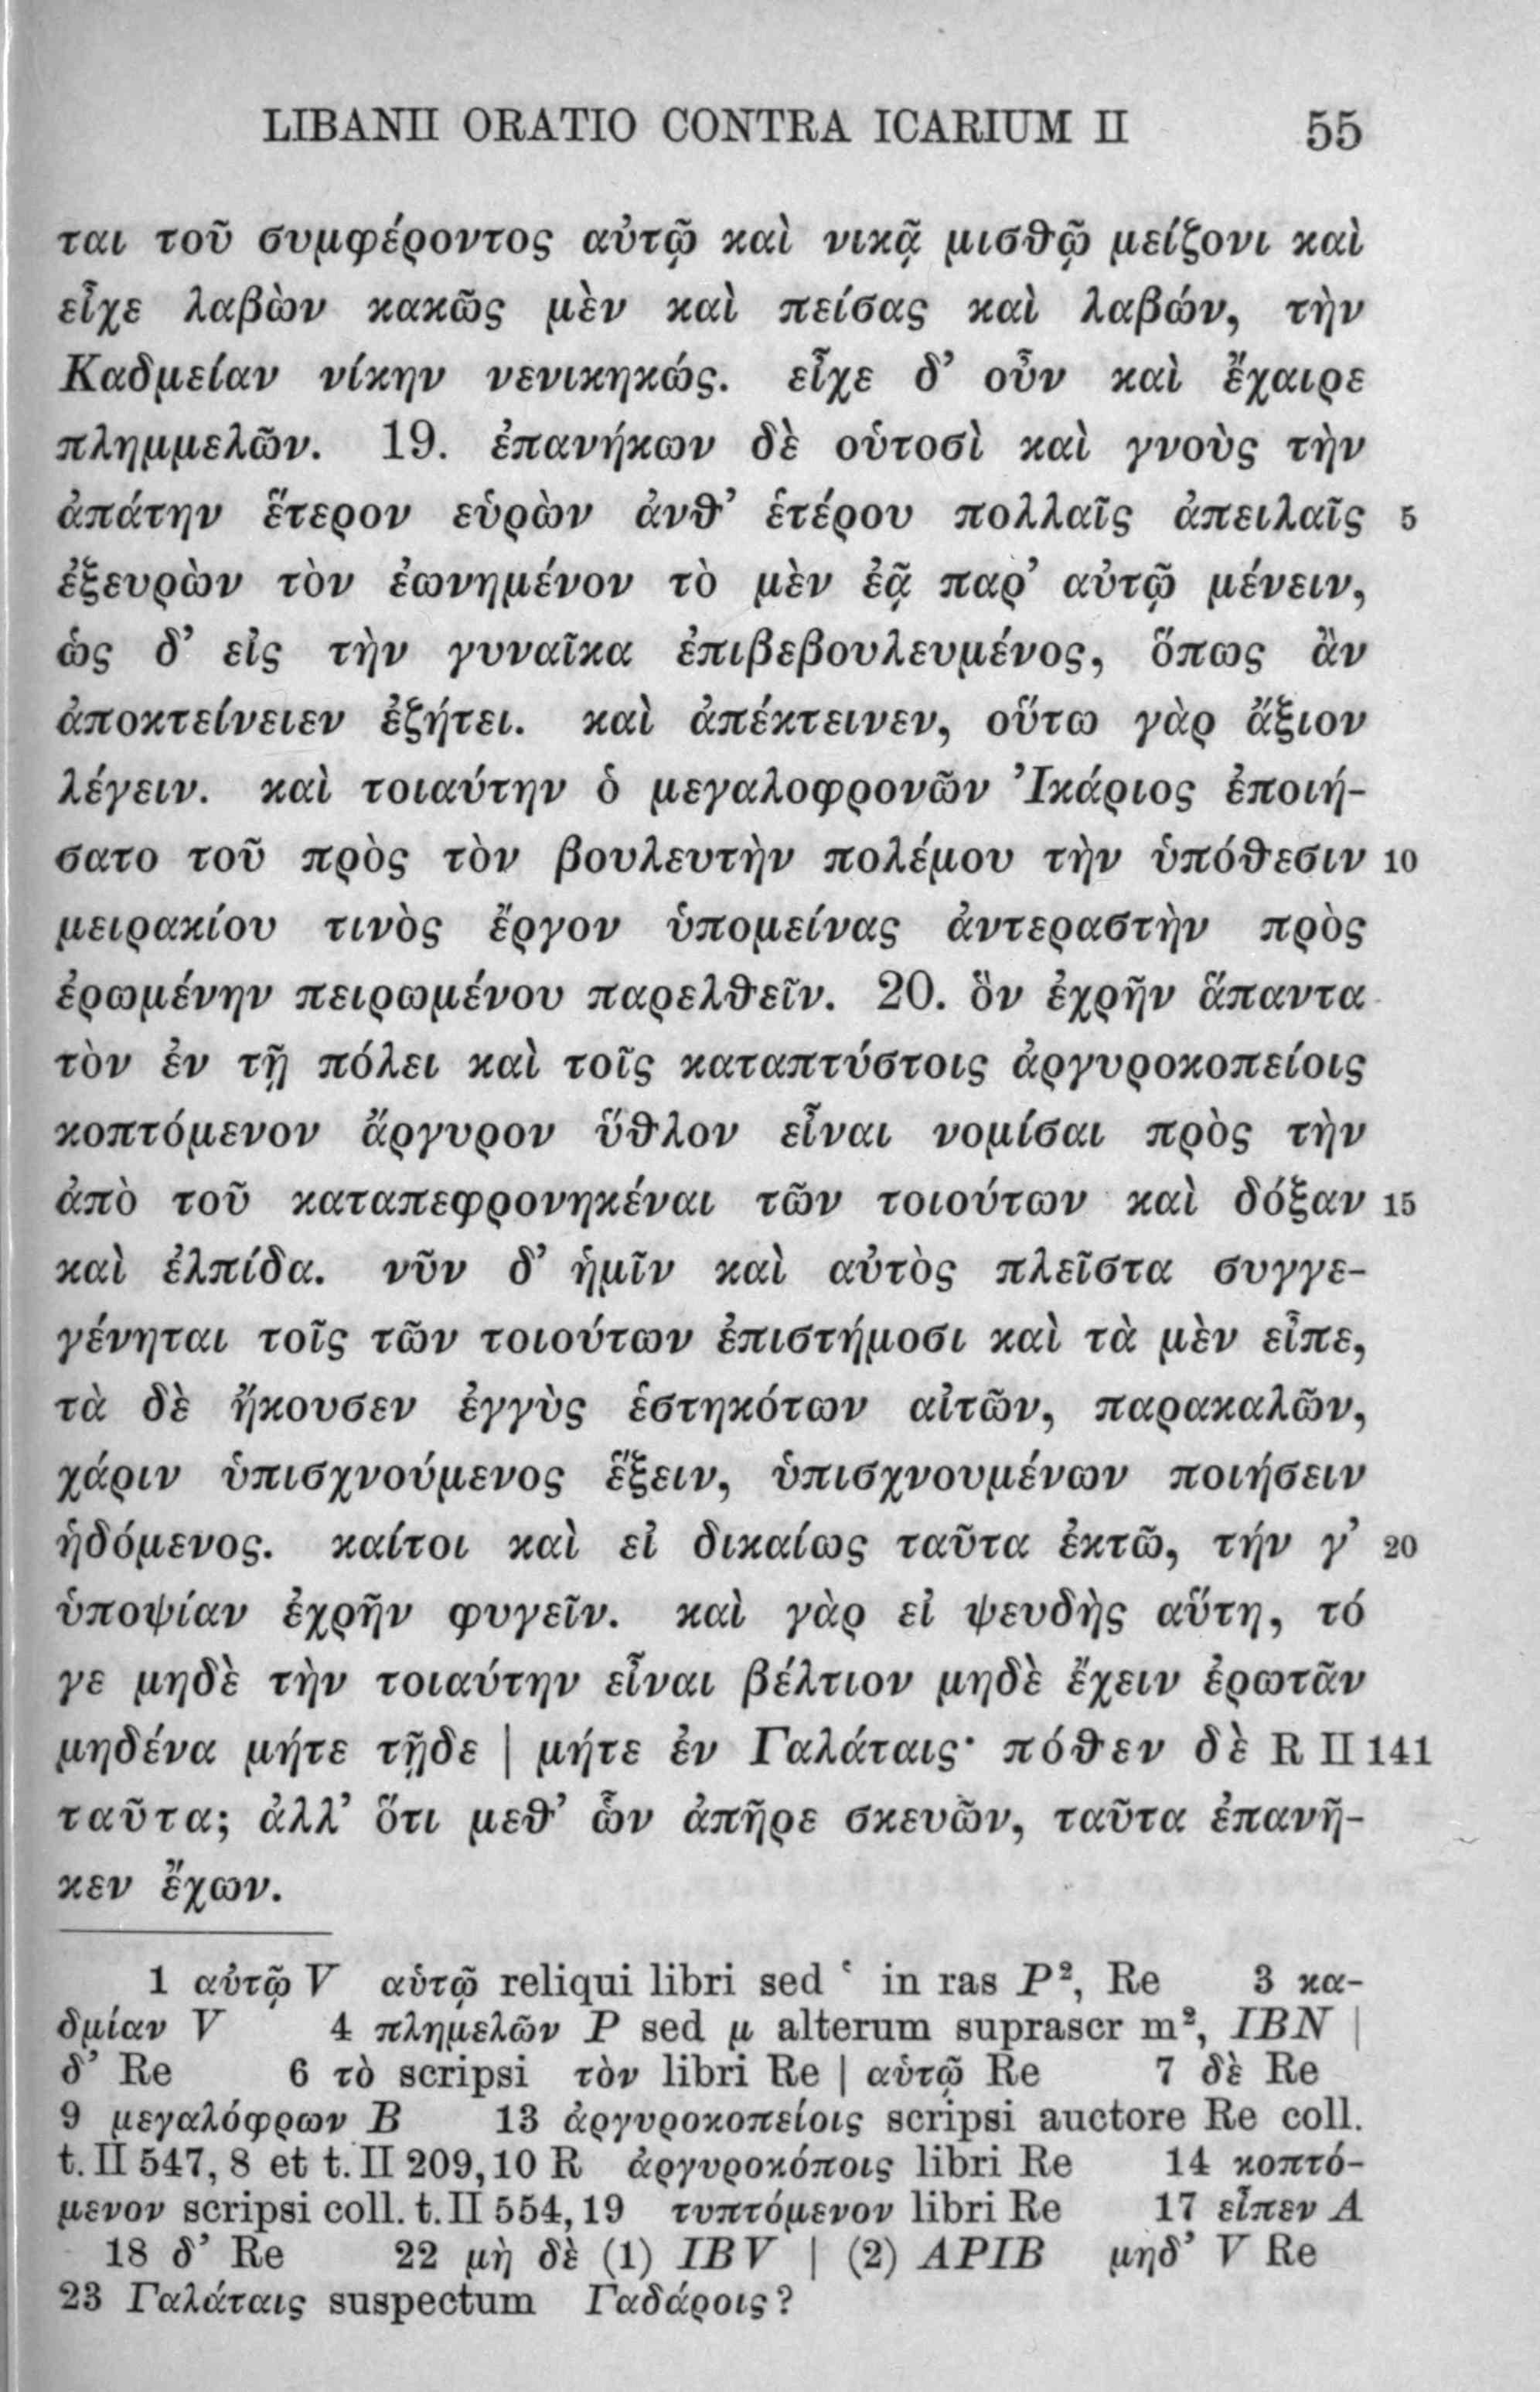 LIBANII ORATIO CONTRA ICARIUM II 55
ται τοῦ συμφέροντος αὐτῷ καὶ νικᾷ μισθῷ μείζονι καὶ
εἶχε λαβὼν κακῶς μὲν καὶ πείσας καὶ λαβών, τὴν
Καδμείαν νίκην νενικηκώς. εἶχε δ’ οὖν καὶ ἔχαιρε
πλημμελῶν. 19. ἐπανήκων δὲ οὑτοσὶ καὶ γνοὺς τὴν
ἀπάτην ἕτερον εὑρὼν ἀνθ’ ἑτέρου πολλαῖς ἀπειλαῖς 5
ἐξευρὼν τὸν ἐωνημένον τὸ μὲν ἐᾷ παρ’ αὐτῷ μένειν,
ὡς δ’ εἰς τὴν γυναῖκα ἐπιβεβουλευμένος, ὅπως ἂν
ἀποκτείνειεν ἐζήτει. καὶ ἀπέκτεινεν, οὕτω γὰρ ἄξιον
λέγειν. καὶ τοιαύτην ὁ μεγαλοφρονῶν Ἰκάριος ἐποιή-
σατο τοῦ πρὸς τὸν βουλευτὴν πολέμου τὴν ὑπόθεσιν 10
μειρακίου τινὸς ἔργον ὑπομείνας ἀντεραστὴν πρὸς
ἐρωμένην πειρωμένου παρελθεῖν. 20. ὃν ἐχρῆν ἅπαντα
τὸν ἐν τῇ πόλει καὶ τοῖς καταπτύστοις ἀργυροκοπείοις
κοπτόμενον ἄργυρον ὕθλον εἶναι νομίσαι πρὸς τὴν
ἀπὸ τοῦ καταπεφρονηκέναι τῶν τοιούτων καὶ δόξαν 15
καὶ ἐλπίδα. νῦν δ’ ἡμῖν καὶ αὐτὸς πλεῖστα συγγε-
γένηται τοῖς τῶν τοιούτων ἐπιστήμοσι καὶ τὰ μὲν εἶπε,
τὰ δὲ ἤκουσεν ἐγγὺς ἑστηκότων αἰτῶν, παρακαλῶν,
χάριν ὑπισχνούμενος ἕξειν, ὑπισχνουμένων ποιήσειν
ἡδόμενος. καίτοι καὶ εἰ δικαίως ταῦτα ἐκτῶ, τήν γ’ 20
ὑποψίαν ἐχρῆν φυγεῖν. καὶ γὰρ εἰ ψευδὴς αὕτη, τό
γε μηδὲ τὴν τοιαύτην εἶναι βέλτιον μηδὲ ἔχειν ἐρωτᾶν
μηδένα μήτε τῇδε | μήτε ἐν Γαλάταις· πόθεν δὲ R II 141
ταῦτα; ἀλλ’ ὅτι μεθ’ ὧν ἀπῆρε σκευῶν, ταῦτα ἐπανῆ-
κεν ἔχων.
1 αὐτῷ V αὑτῷ reliqui libri sed ʿ in ras P², Re 3 κα-
δμίαν V 4 πλημελῶν P sed μ alterum suprascr m², IBN |
δ’ Re 6 τὸ scripsi τὸν libri Re | αὑτῷ Re 7 δὲ Re
9 μεγαλόφρων B 13 ἀργυροκοπείοις scripsi auctore Re coll.
t. II 547, 8 et t. II 209,10 R ἀργυροκόποις libri Re 14 κοπτό-
μενον scripsi coll. t. II 554, 19 τυπτόμενον libri Re 17 εἶπεν A
18 δ’ Re 22 μὴ δὲ (1) IBV | (2) APIB μηδ’ V Re
23 Γαλάταις suspectum Γαδάροις?